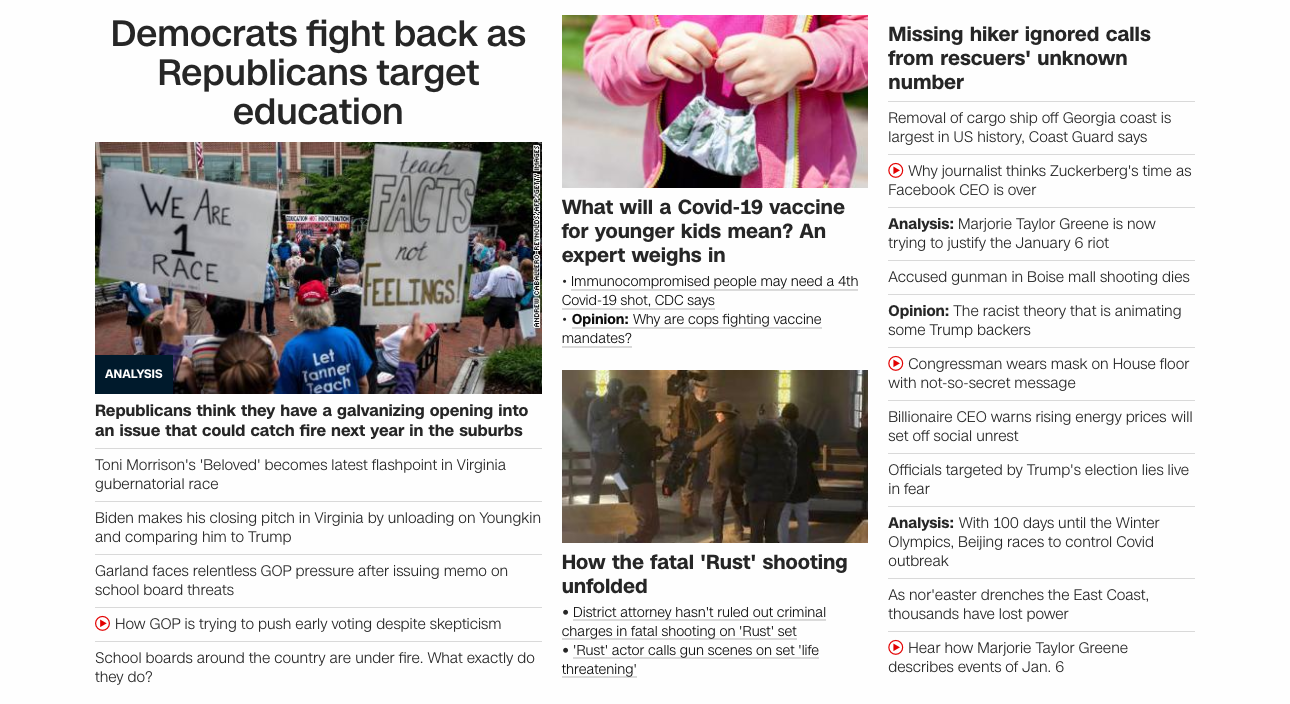 Democrats fight back as
Republicans target
education
WE ARE
1
RACE
teach
FACTS
not
FEELINGS!
EDUCATION NOT INDOCTRINATION
Let
Tanner
Teach
ANDREW CABALLERO-REYNOLDS/AFP/GETTY IMAGES
ANALYSIS
Republicans think they have a galvanizing opening into
an issue that could catch fire next year in the suburbs
Toni Morrison's 'Beloved' becomes latest flashpoint in Virginia
gubernatorial race
Biden makes his closing pitch in Virginia by unloading on Youngkin
and comparing him to Trump
Garland faces relentless GOP pressure after issuing memo on
school board threats
How GOP is trying to push early voting despite skepticism
School boards around the country are under fire. What exactly do
they do?
What will a Covid-19 vaccine
for younger kids mean? An
expert weighs in
• Immunocompromised people may need a 4th
Covid-19 shot, CDC says
• Opinion: Why are cops fighting vaccine
mandates?
How the fatal 'Rust' shooting
unfolded
• District attorney hasn't ruled out criminal
charges in fatal shooting on 'Rust' set
• 'Rust' actor calls gun scenes on set 'life
threatening'
Missing hiker ignored calls
from rescuers' unknown
number
Removal of cargo ship off Georgia coast is
largest in US history, Coast Guard says
Why journalist thinks Zuckerberg's time as
Facebook CEO is over
Analysis: Marjorie Taylor Greene is now
trying to justify the January 6 riot
Accused gunman in Boise mall shooting dies
Opinion: The racist theory that is animating
some Trump backers
Congressman wears mask on House floor
with not-so-secret message
Billionaire CEO warns rising energy prices will
set off social unrest
Officials targeted by Trump's election lies live
in fear
Analysis: With 100 days until the Winter
Olympics, Beijing races to control Covid
outbreak
As nor'easter drenches the East Coast,
thousands have lost power
Hear how Marjorie Taylor Greene
describes events of Jan. 6